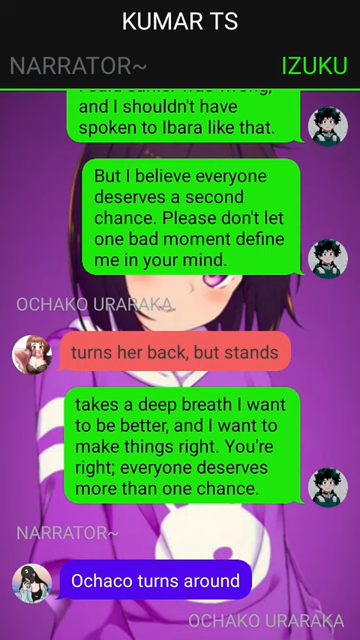 KUMAR TS
NARRATOR~ IZUKU
and I shouldn't have
spoken to Ibara like that.
But I believe everyone
deserves a second
chance. Please don't let
one bad moment define
me in your mind.
OCHAKO URARAKA
turns her back, but stands
takes a deep breath I want
to be better, and I want to
make things right. You're
right; everyone deserves
more than one chance.
NARRATOR~
Ochaco turns around
OCHAKO URARAKA